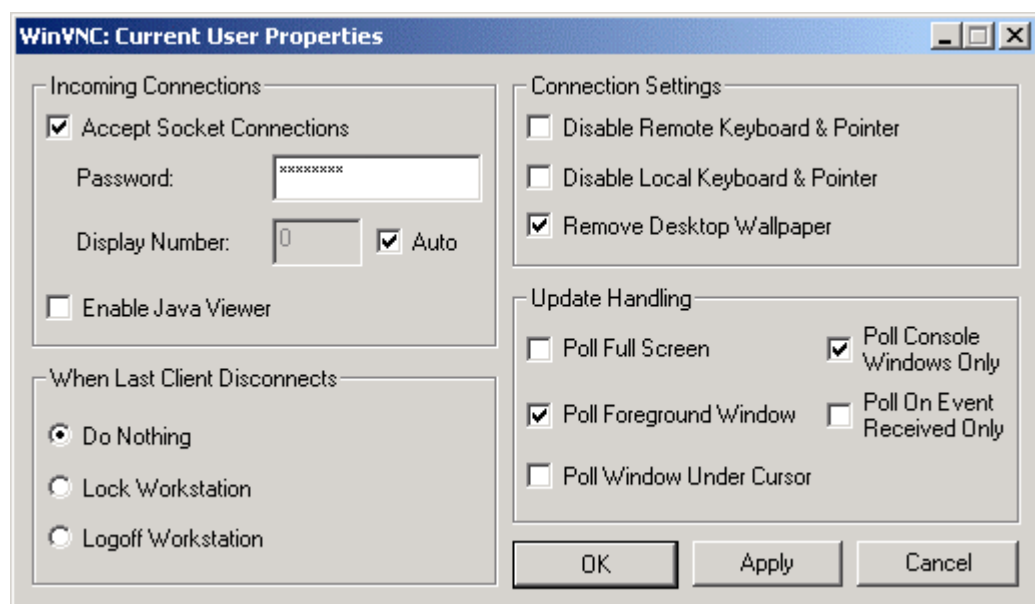 WinVNC: Current User Properties
Incoming Connections
Accept Socket Connections
Password: xxxxxxxx
Display Number: 0 Auto
Enable Java Viewer
When Last Client Disconnects
Do Nothing
Lock Workstation
Logoff Workstation
Connection Settings
Disable Remote Keyboard & Pointer
Disable Local Keyboard & Pointer
Remove Desktop Wallpaper
Update Handling
Poll Full Screen
Poll Console
Windows Only
Poll Foreground Window
Poll On Event
Received Only
Poll Window Under Cursor
OK Apply Cancel